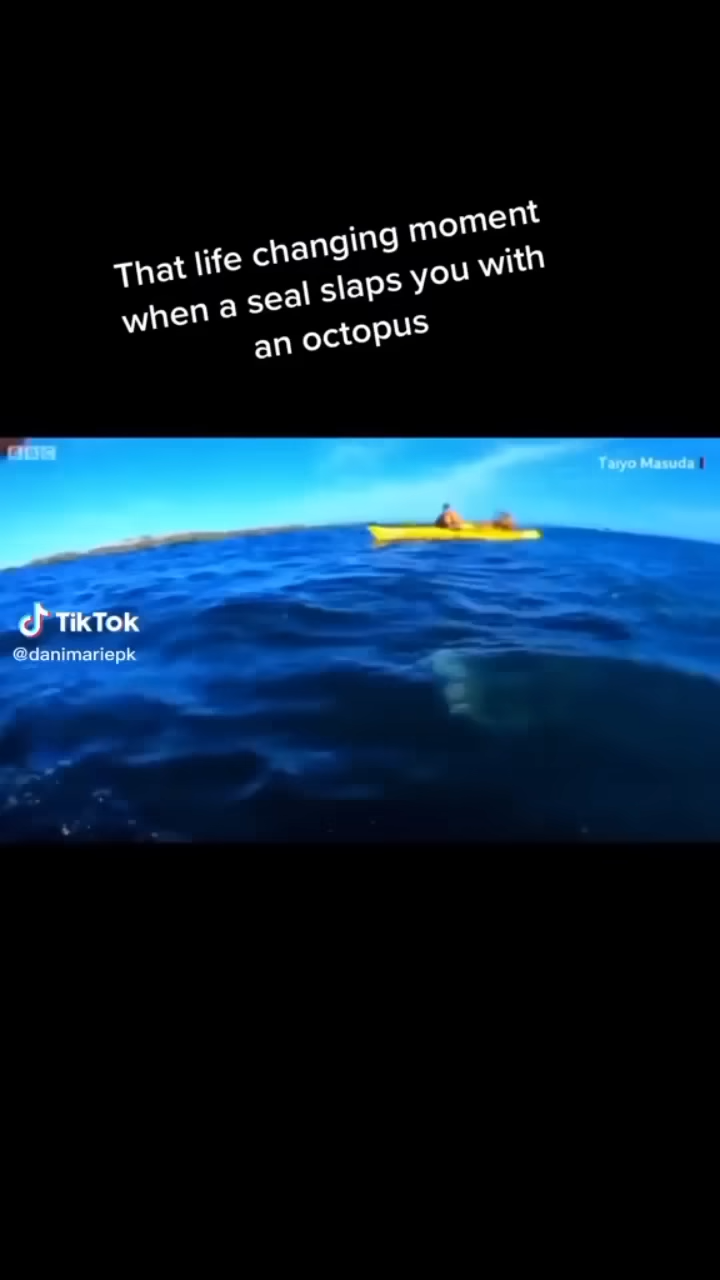 That life changing moment
when a seal slaps you with
an octopus
BBC
Taiyo Masuda
TikTok
@danimariepk